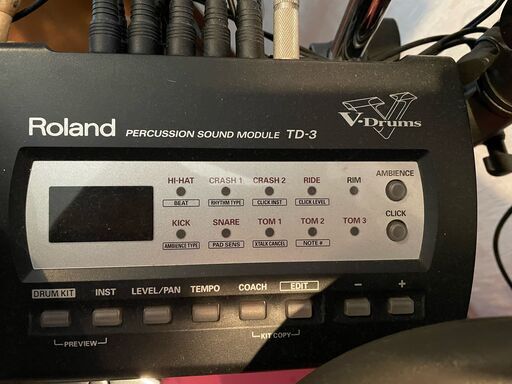 Roland PERCUSSION SOUND MODULE TD-3
V-Drums
HI-HAT CRASH 1 CRASH 2 RIDE RIM AMBIENCE
BEAT RHYTHM TYPE CLICK INST CLICK LEVEL
KICK SNARE TOM 1 TOM 2 TOM 3 CLICK
AMBIENCE TYPE PAD SENS XTALK CANCEL NOTE #
DRUM KIT INST LEVEL/PAN TEMPO COACH EDIT − +
PREVIEW KIT COPY